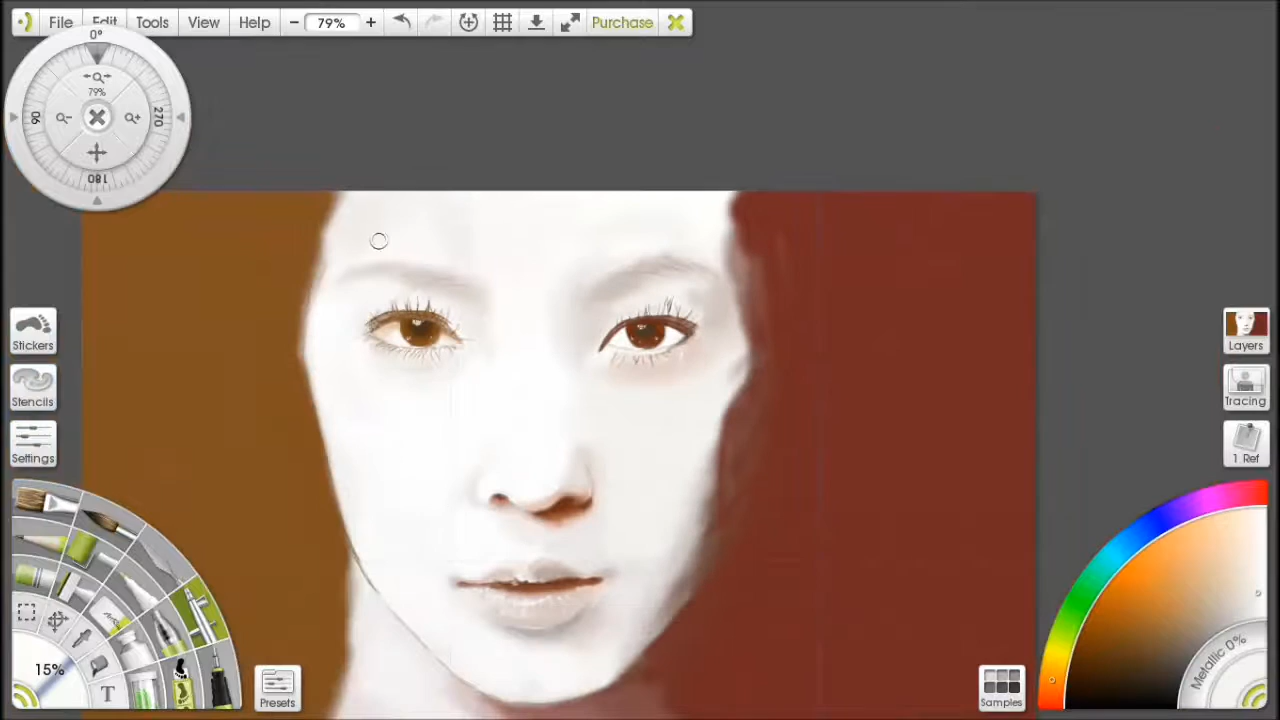 File Edit Tools View Help 79% Purchase
0°
79%
90
270
180
Stickers
Layers
Stencils
Tracing
Settings
1 Ref
Metallic 0%
15%
T
Presets
Samples